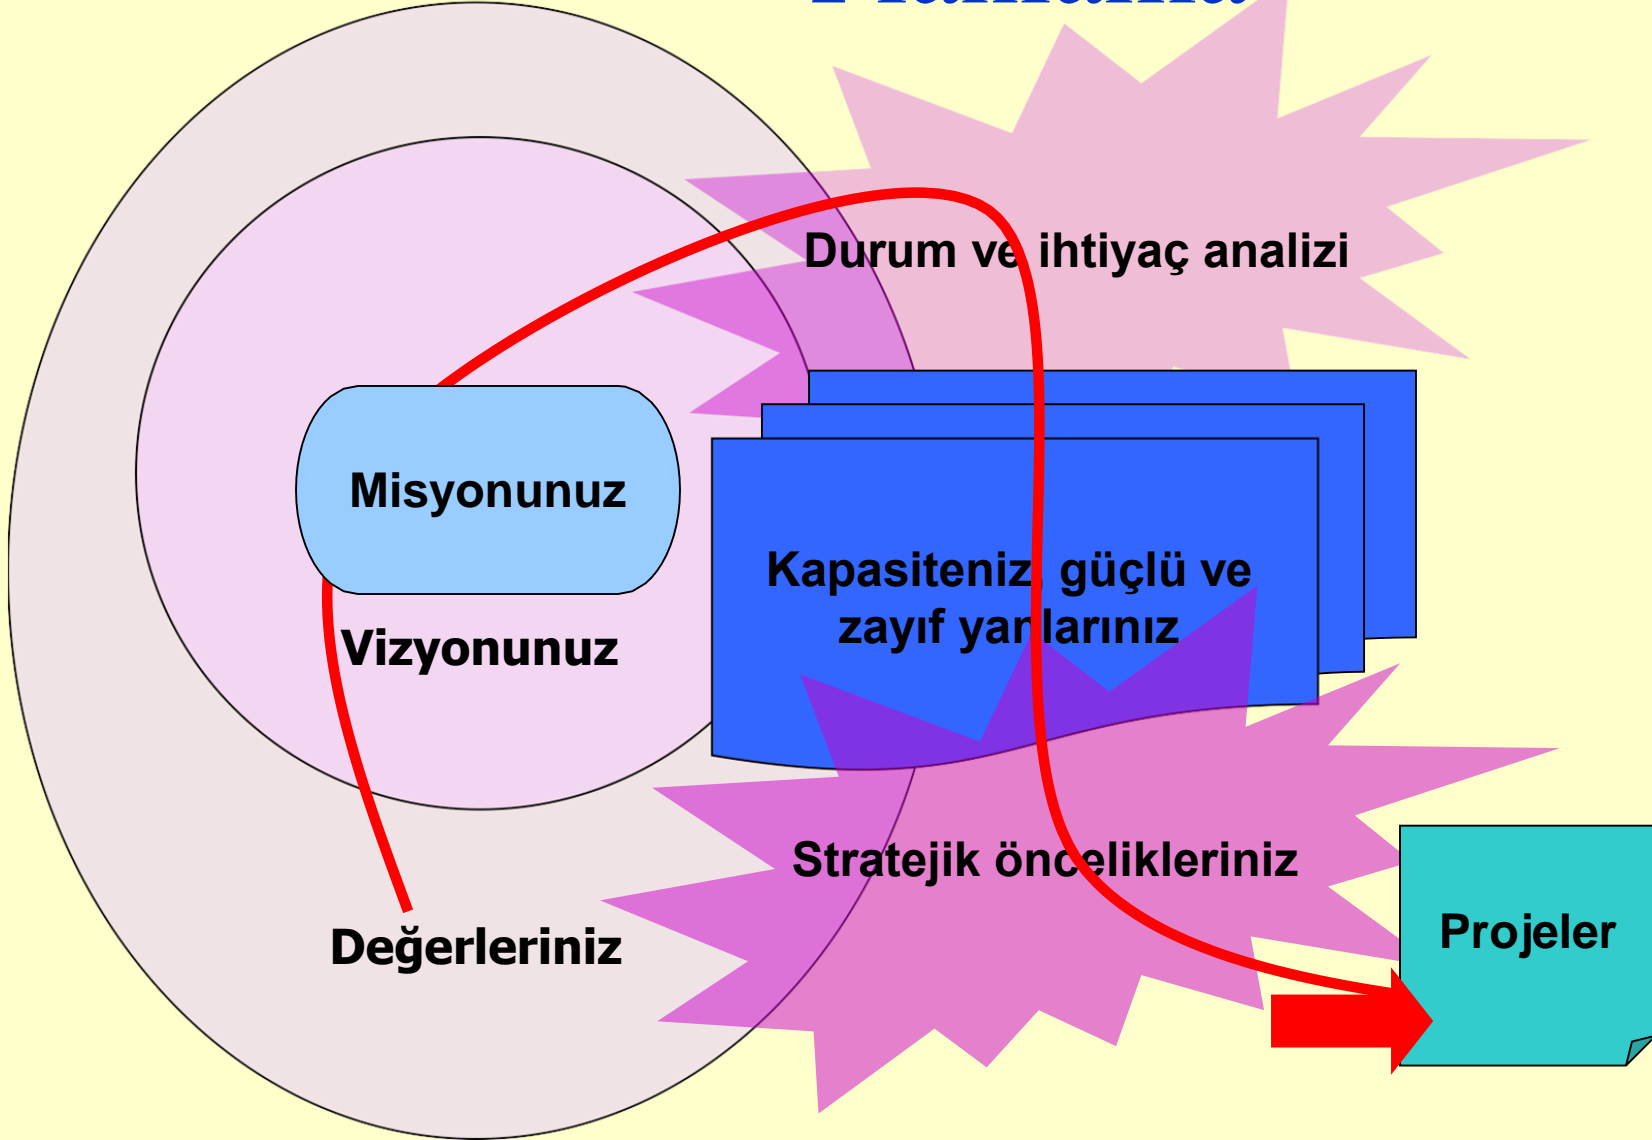 Durum ve ihtiyaç analizi
Misyonunuz
Kapasiteniz, güçlü ve
zayıf yanlarınız
Vizyonunuz
Stratejik öncelikleriniz
Projeler
Değerleriniz